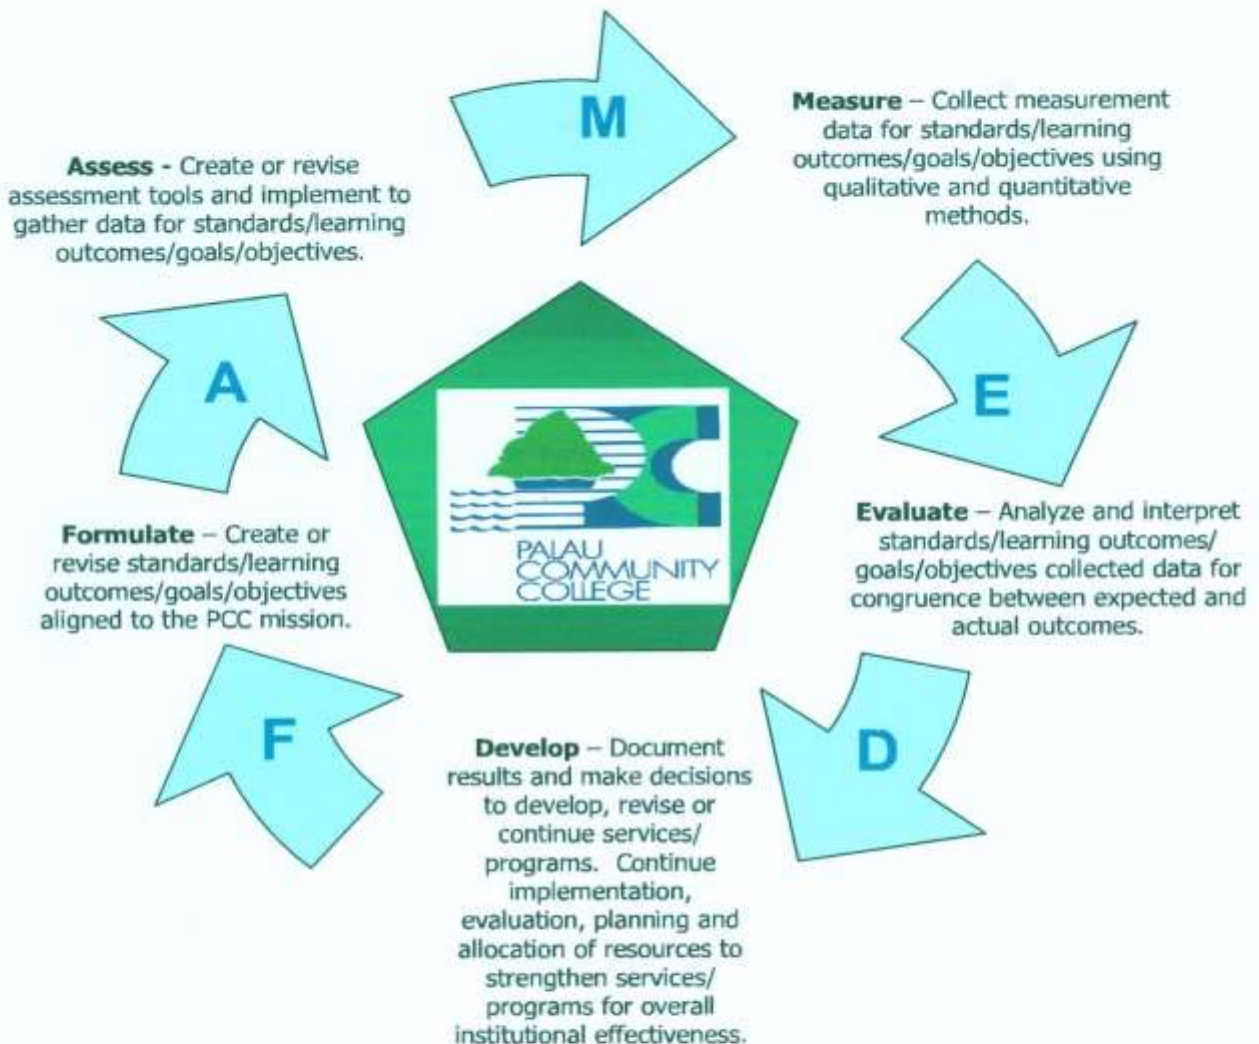 M
Measure – Collect measurement
data for standards/learning
outcomes/goals/objectives using
qualitative and quantitative
methods.
Assess - Create or revise
assessment tools and implement to
gather data for standards/learning
outcomes/goals/objectives.
A
E
PALAU
COMMUNITY
COLLEGE
Formulate – Create or
revise standards/learning
outcomes/goals/objectives
aligned to the PCC mission.
Evaluate – Analyze and interpret
standards/learning outcomes/
goals/objectives collected data for
congruence between expected and
actual outcomes.
F
D
Develop – Document
results and make decisions
to develop, revise or
continue services/
programs. Continue
implementation,
evaluation, planning and
allocation of resources to
strengthen services/
programs for overall
institutional effectiveness.